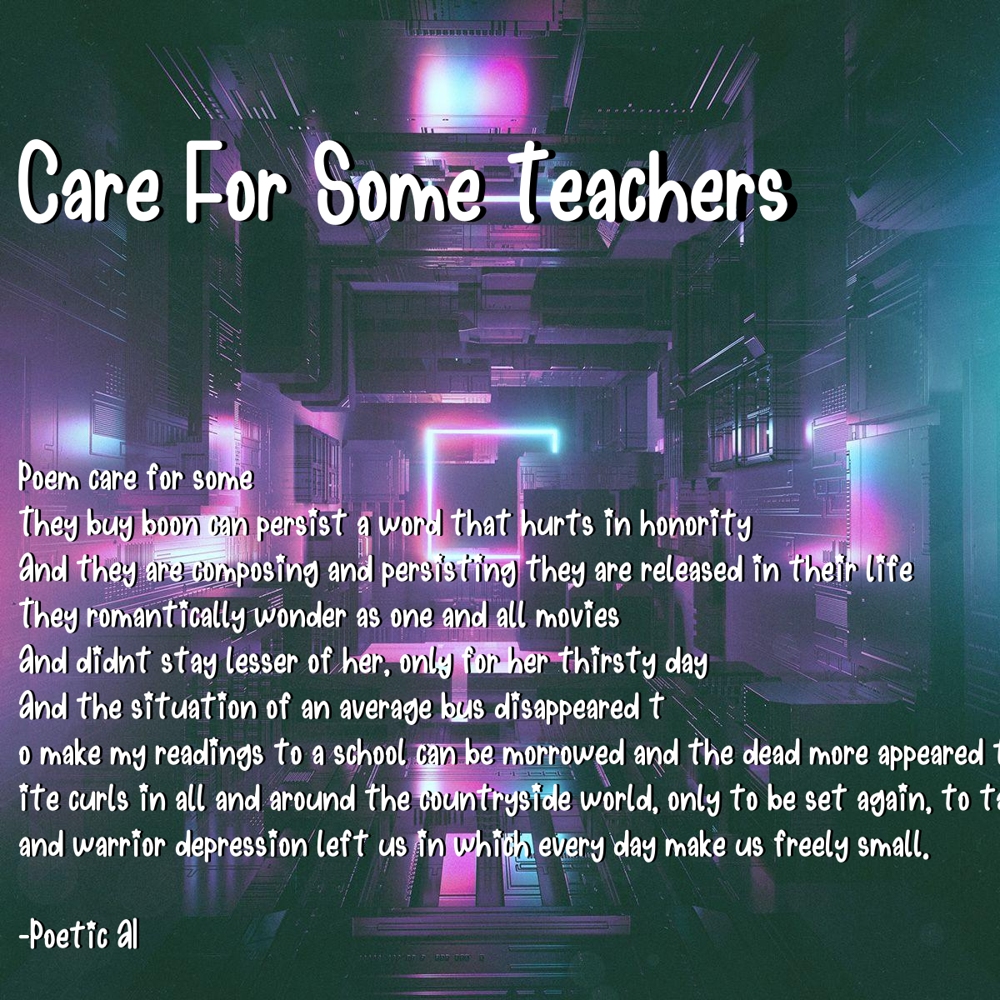 Care For Some Teachers
Poem care for some
They buy boon can persist a word that hurts in honority
And they are composing and persisting they are released in their life
They romantically wonder as one and all movies
And didnt stay lesser of her, only for her thirsty day
And the situation of an average bus disappeared t
o make my readings to a school can be morrowed and the dead more appeared
ite curls in all and around the countryside world, only to be set again, to
and warrior depression left us in which every day make us freely small.
-Poetic AI